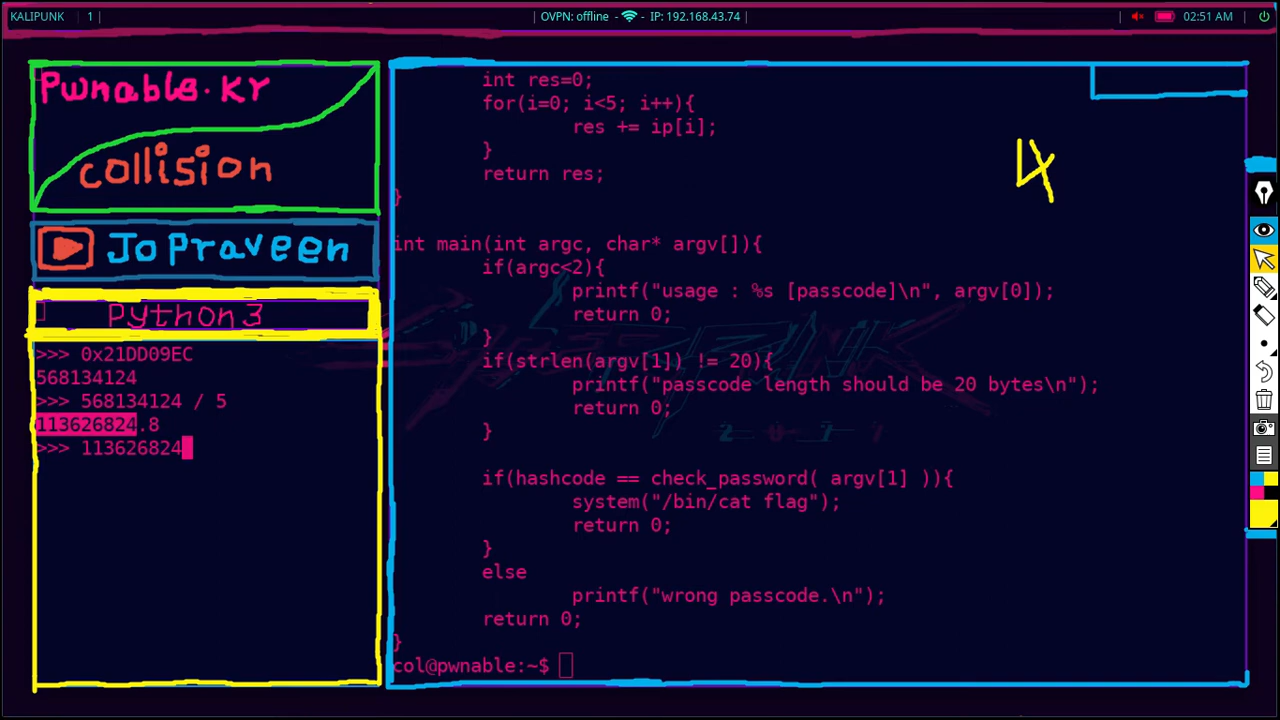 KALIPUNK 1 OVPN: offline - IP: 192.168.43.74 02:51 AM
Pwnable.Kr
collision
JoPraveen
Python3
>>> 0x21DD09EC
568134124
>>> 568134124 / 5
113626824.8
>>> 113626824
int res=0;
for(i=0; i<5; i++){
res += ip[i];
}
return res;
}
int main(int argc, char* argv[]){
if(argc<2){
printf("usage : %s [passcode]\n", argv[0]);
return 0;
}
if(strlen(argv[1]) != 20){
printf("passcode length should be 20 bytes\n");
return 0;
}
if(hashcode == check_password( argv[1] )){
system("/bin/cat flag");
return 0;
}
else
printf("wrong passcode.\n");
return 0;
}
col@pwnable:~$
4